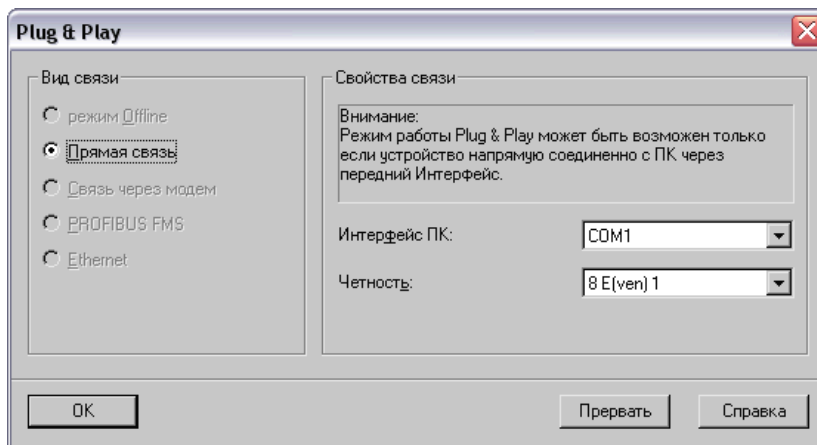 Plug & Play
Вид связи
режим Offline
Прямая связь
Связь через модем
PROFIBUS FMS
Ethernet
Свойства связи
Внимание:
Режим работы Plug & Play может быть возможен только
если устройство напрямую соединенно с ПК через
передний Интерфейс.
Интерфейс ПК:
COM1
Четность:
8 E(ven) 1
OK
Прервать
Справка